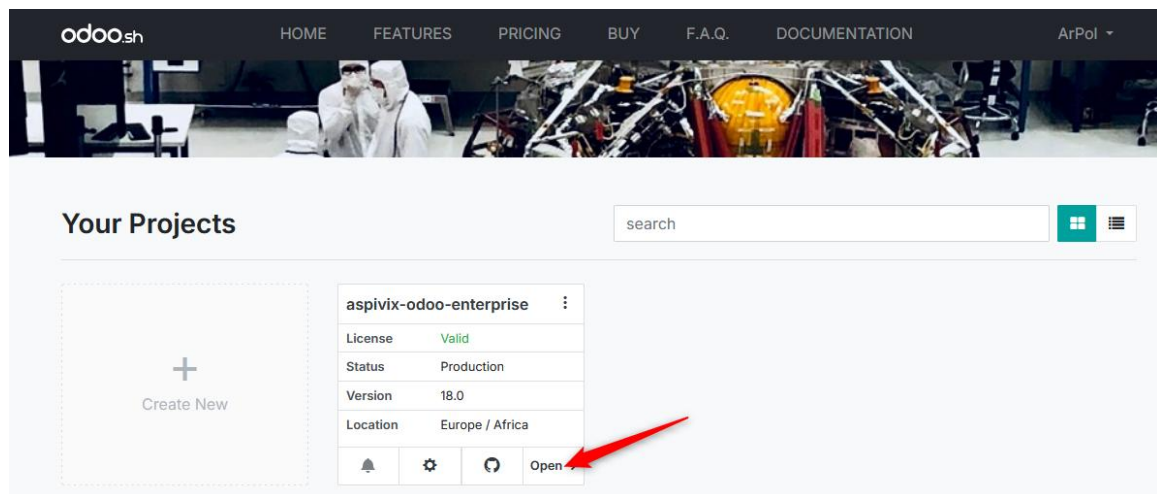 odoo.sh HOME FEATURES PRICING BUY F.A.Q. DOCUMENTATION ArPol
Your Projects
search
aspivix-odoo-enterprise
License Valid
Status Production
Version 18.0
Location Europe / Africa
Create New
Open